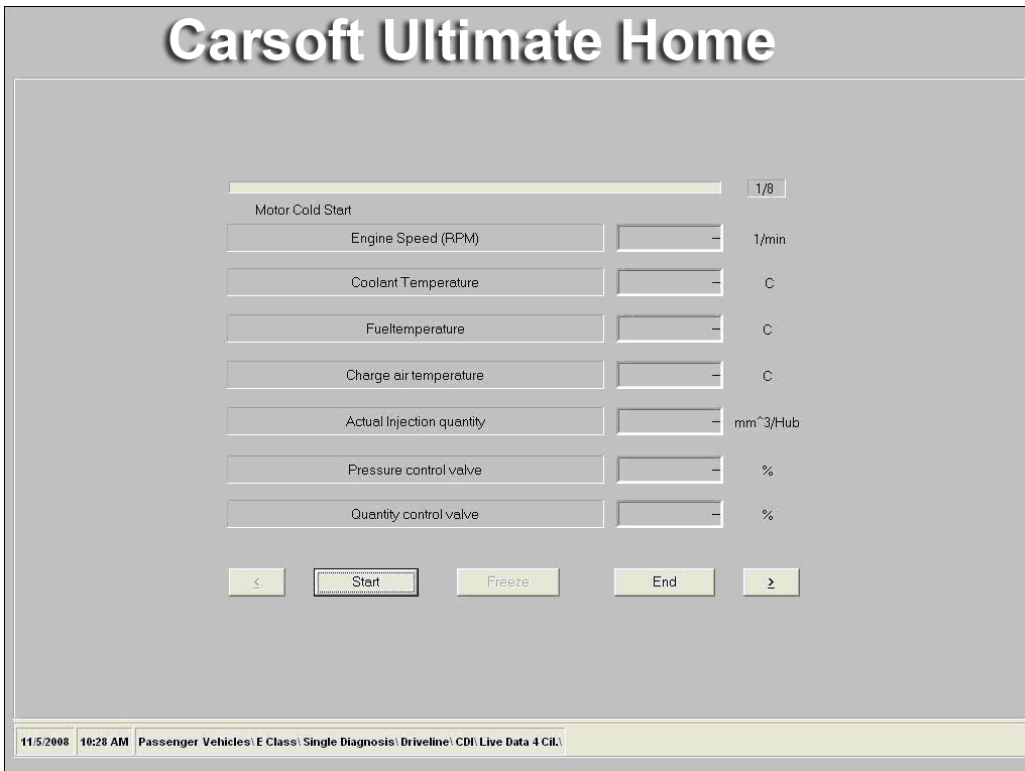 Carsoft Ultimate Home
1/8
Motor Cold Start
Engine Speed (RPM) – 1/min
Coolant Temperature – C
Fueltemperature – C
Charge air temperature – C
Actual Injection quantity – mm^3/Hub
Pressure control valve – %
Quantity control valve – %
< Start Freeze End >
11/5/2008 10:28 AM Passenger Vehicles\ E Class\ Single Diagnosis\ Driveline\ CDI\ Live Data 4 Cil.\